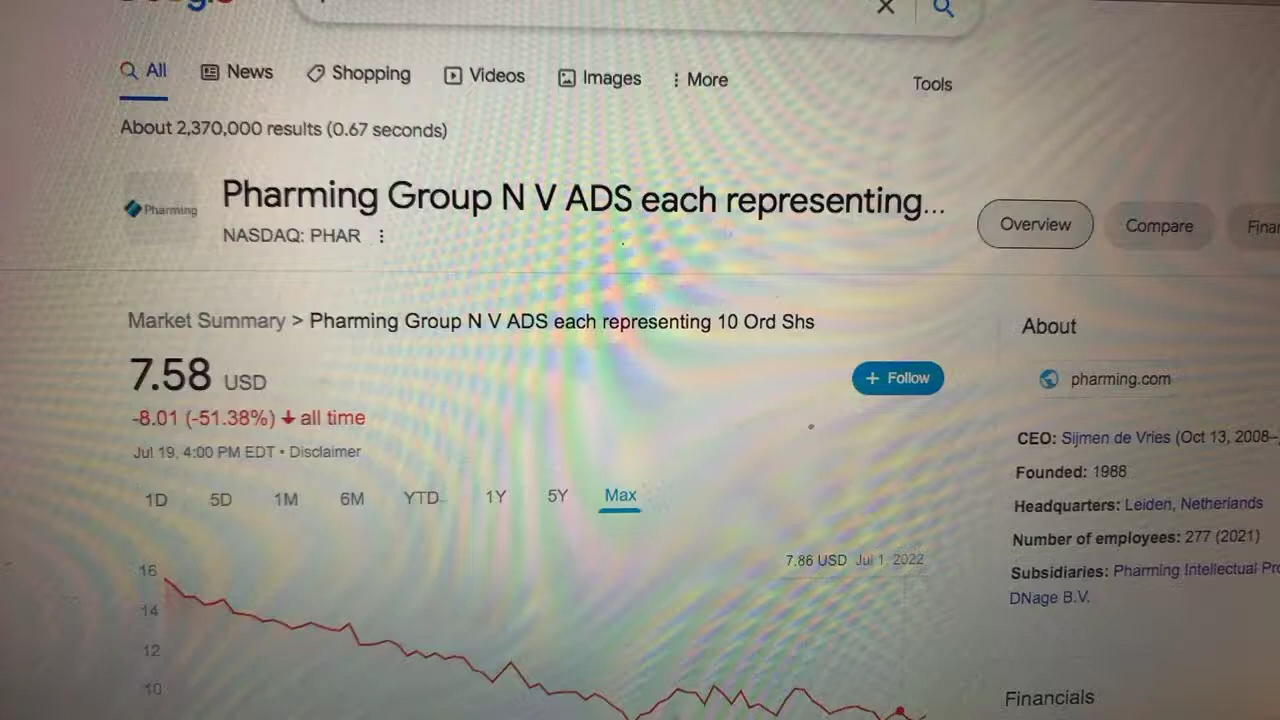 All News Shopping Videos Images More Tools
About 2,370,000 results (0.67 seconds)
Pharming
Pharming Group N V ADS each representing...
NASDAQ: PHAR
Overview Compare
Market Summary > Pharming Group N V ADS each representing 10 Ord Shs
7.58 USD
+ Follow
-8.01 (-51.38%) ↓ all time
Jul 19, 4:00 PM EDT • Disclaimer
1D 5D 1M 6M YTD 1Y 5Y Max
7.86 USD Jul 1, 2022
16
14
12
10
About
pharming.com
CEO: Sijmen de Vries (Oct 13, 2008–
Founded: 1988
Headquarters: Leiden, Netherlands
Number of employees: 277 (2021)
Subsidiaries: Pharming Intellectual
DNage B.V.
Financials